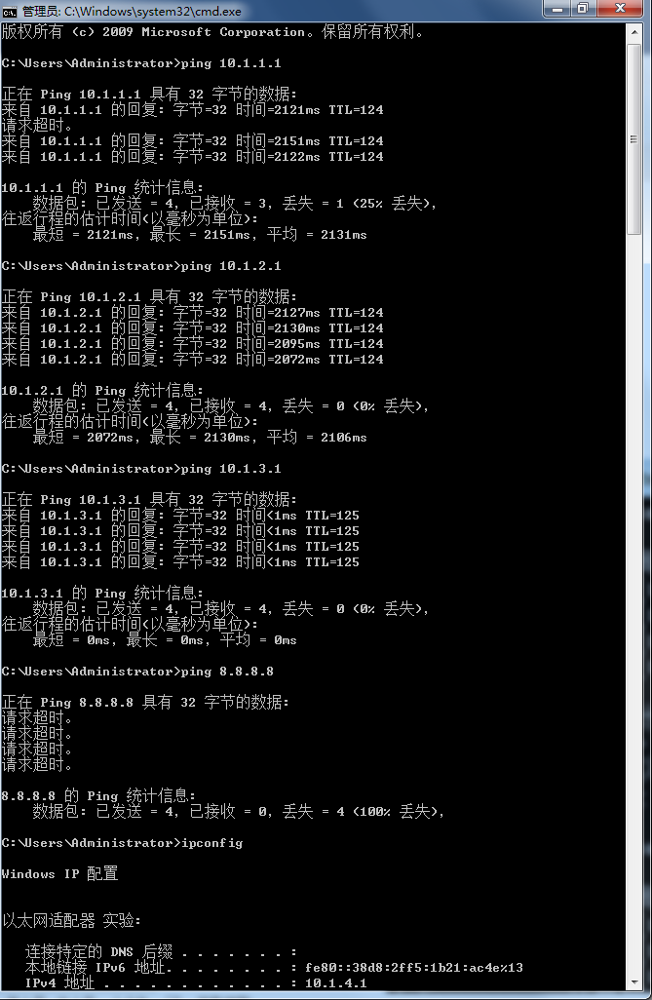 管理员: C:\Windows\system32\cmd.exe
版权所有 (c) 2009 Microsoft Corporation。保留所有权利。
C:\Users\Administrator>ping 10.1.1.1
正在 Ping 10.1.1.1 具有 32 字节的数据:
来自 10.1.1.1 的回复: 字节=32 时间=2121ms TTL=124
请求超时。
来自 10.1.1.1 的回复: 字节=32 时间=2151ms TTL=124
来自 10.1.1.1 的回复: 字节=32 时间=2122ms TTL=124
10.1.1.1 的 Ping 统计信息:
数据包: 已发送 = 4, 已接收 = 3, 丢失 = 1 (25% 丢失),
往返行程的估计时间(以毫秒为单位):
最短 = 2121ms, 最长 = 2151ms, 平均 = 2131ms
C:\Users\Administrator>ping 10.1.2.1
正在 Ping 10.1.2.1 具有 32 字节的数据:
来自 10.1.2.1 的回复: 字节=32 时间=2127ms TTL=124
来自 10.1.2.1 的回复: 字节=32 时间=2130ms TTL=124
来自 10.1.2.1 的回复: 字节=32 时间=2095ms TTL=124
来自 10.1.2.1 的回复: 字节=32 时间=2072ms TTL=124
10.1.2.1 的 Ping 统计信息:
数据包: 已发送 = 4, 已接收 = 4, 丢失 = 0 (0% 丢失),
往返行程的估计时间(以毫秒为单位):
最短 = 2072ms, 最长 = 2130ms, 平均 = 2106ms
C:\Users\Administrator>ping 10.1.3.1
正在 Ping 10.1.3.1 具有 32 字节的数据:
来自 10.1.3.1 的回复: 字节=32 时间<1ms TTL=125
来自 10.1.3.1 的回复: 字节=32 时间<1ms TTL=125
来自 10.1.3.1 的回复: 字节=32 时间<1ms TTL=125
来自 10.1.3.1 的回复: 字节=32 时间<1ms TTL=125
10.1.3.1 的 Ping 统计信息:
数据包: 已发送 = 4, 已接收 = 4, 丢失 = 0 (0% 丢失),
往返行程的估计时间(以毫秒为单位):
最短 = 0ms, 最长 = 0ms, 平均 = 0ms
C:\Users\Administrator>ping 8.8.8.8
正在 Ping 8.8.8.8 具有 32 字节的数据:
请求超时。
请求超时。
请求超时。
请求超时。
8.8.8.8 的 Ping 统计信息:
数据包: 已发送 = 4, 已接收 = 0, 丢失 = 4 (100% 丢失),
C:\Users\Administrator>ipconfig
Windows IP 配置
以太网适配器 实验:
连接特定的 DNS 后缀 . . . . . . . :
本地链接 IPv6 地址. . . . . . . . : fe80::38d8:2ff5:1b21:ac4e%13
IPv4 地址 . . . . . . . . . . . . : 10.1.4.1